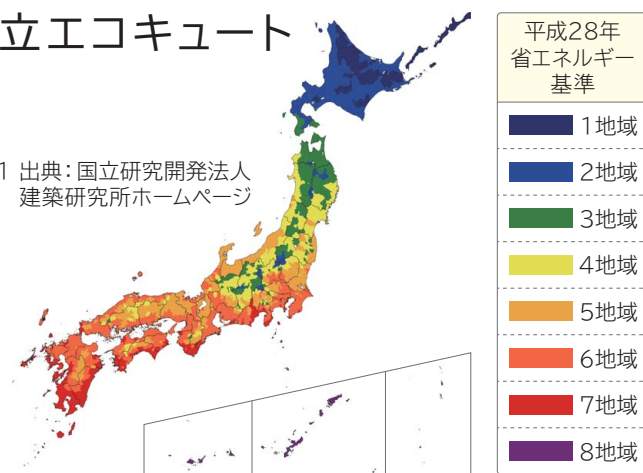 立エコキュート
1 出典：国立研究開発法人
建築研究所ホームページ
平成28年
省エネルギー
基準
1地域
2地域
3地域
4地域
5地域
6地域
7地域
8地域